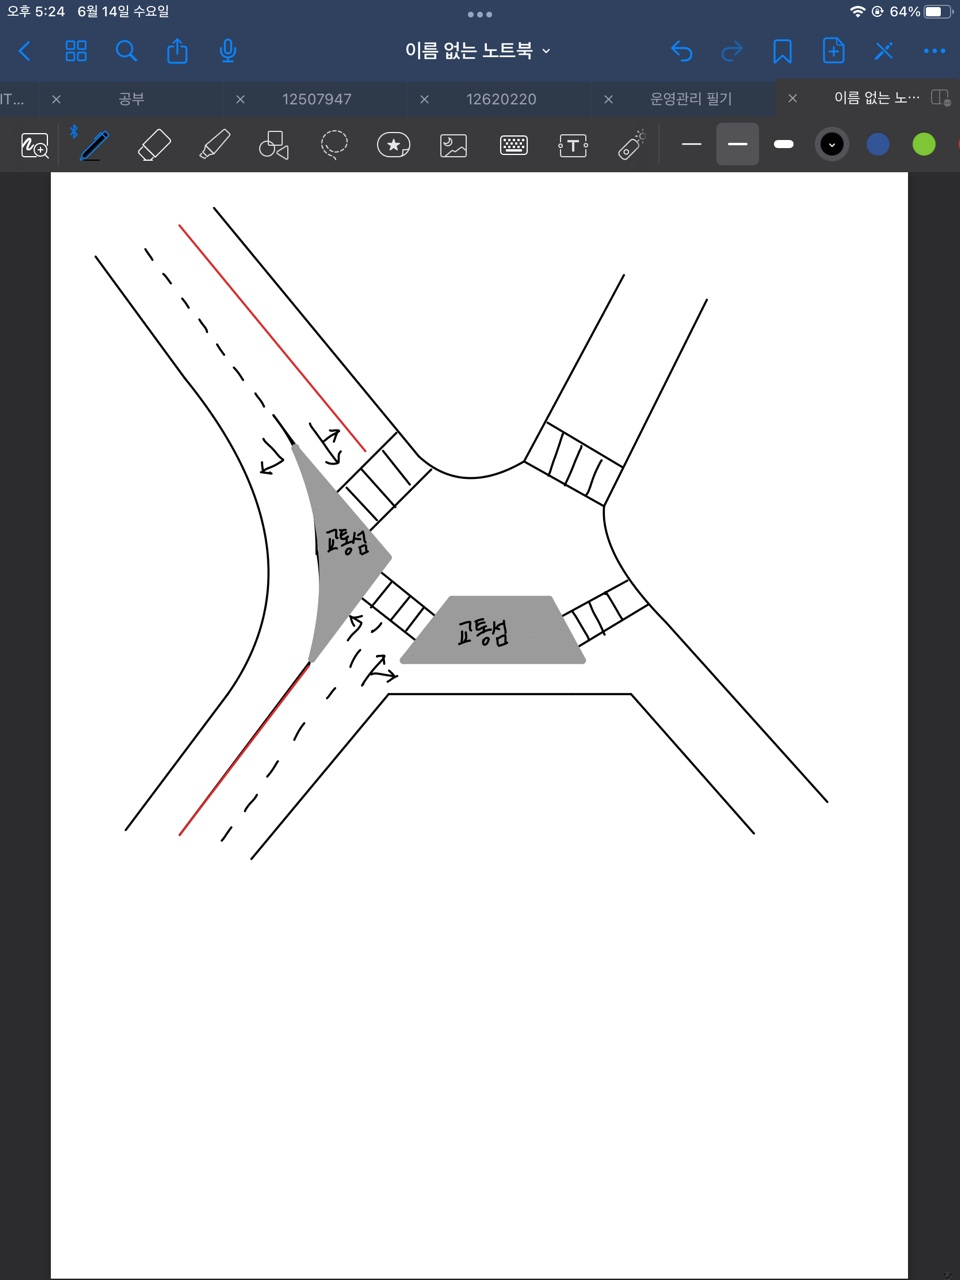 오후 5:24 6월 14일 수요일
64%
이름 없는 노트북
IT...
공부
12507947
12620220
운영관리 필기
이름 없는 노...
T
교통섬
교통섬